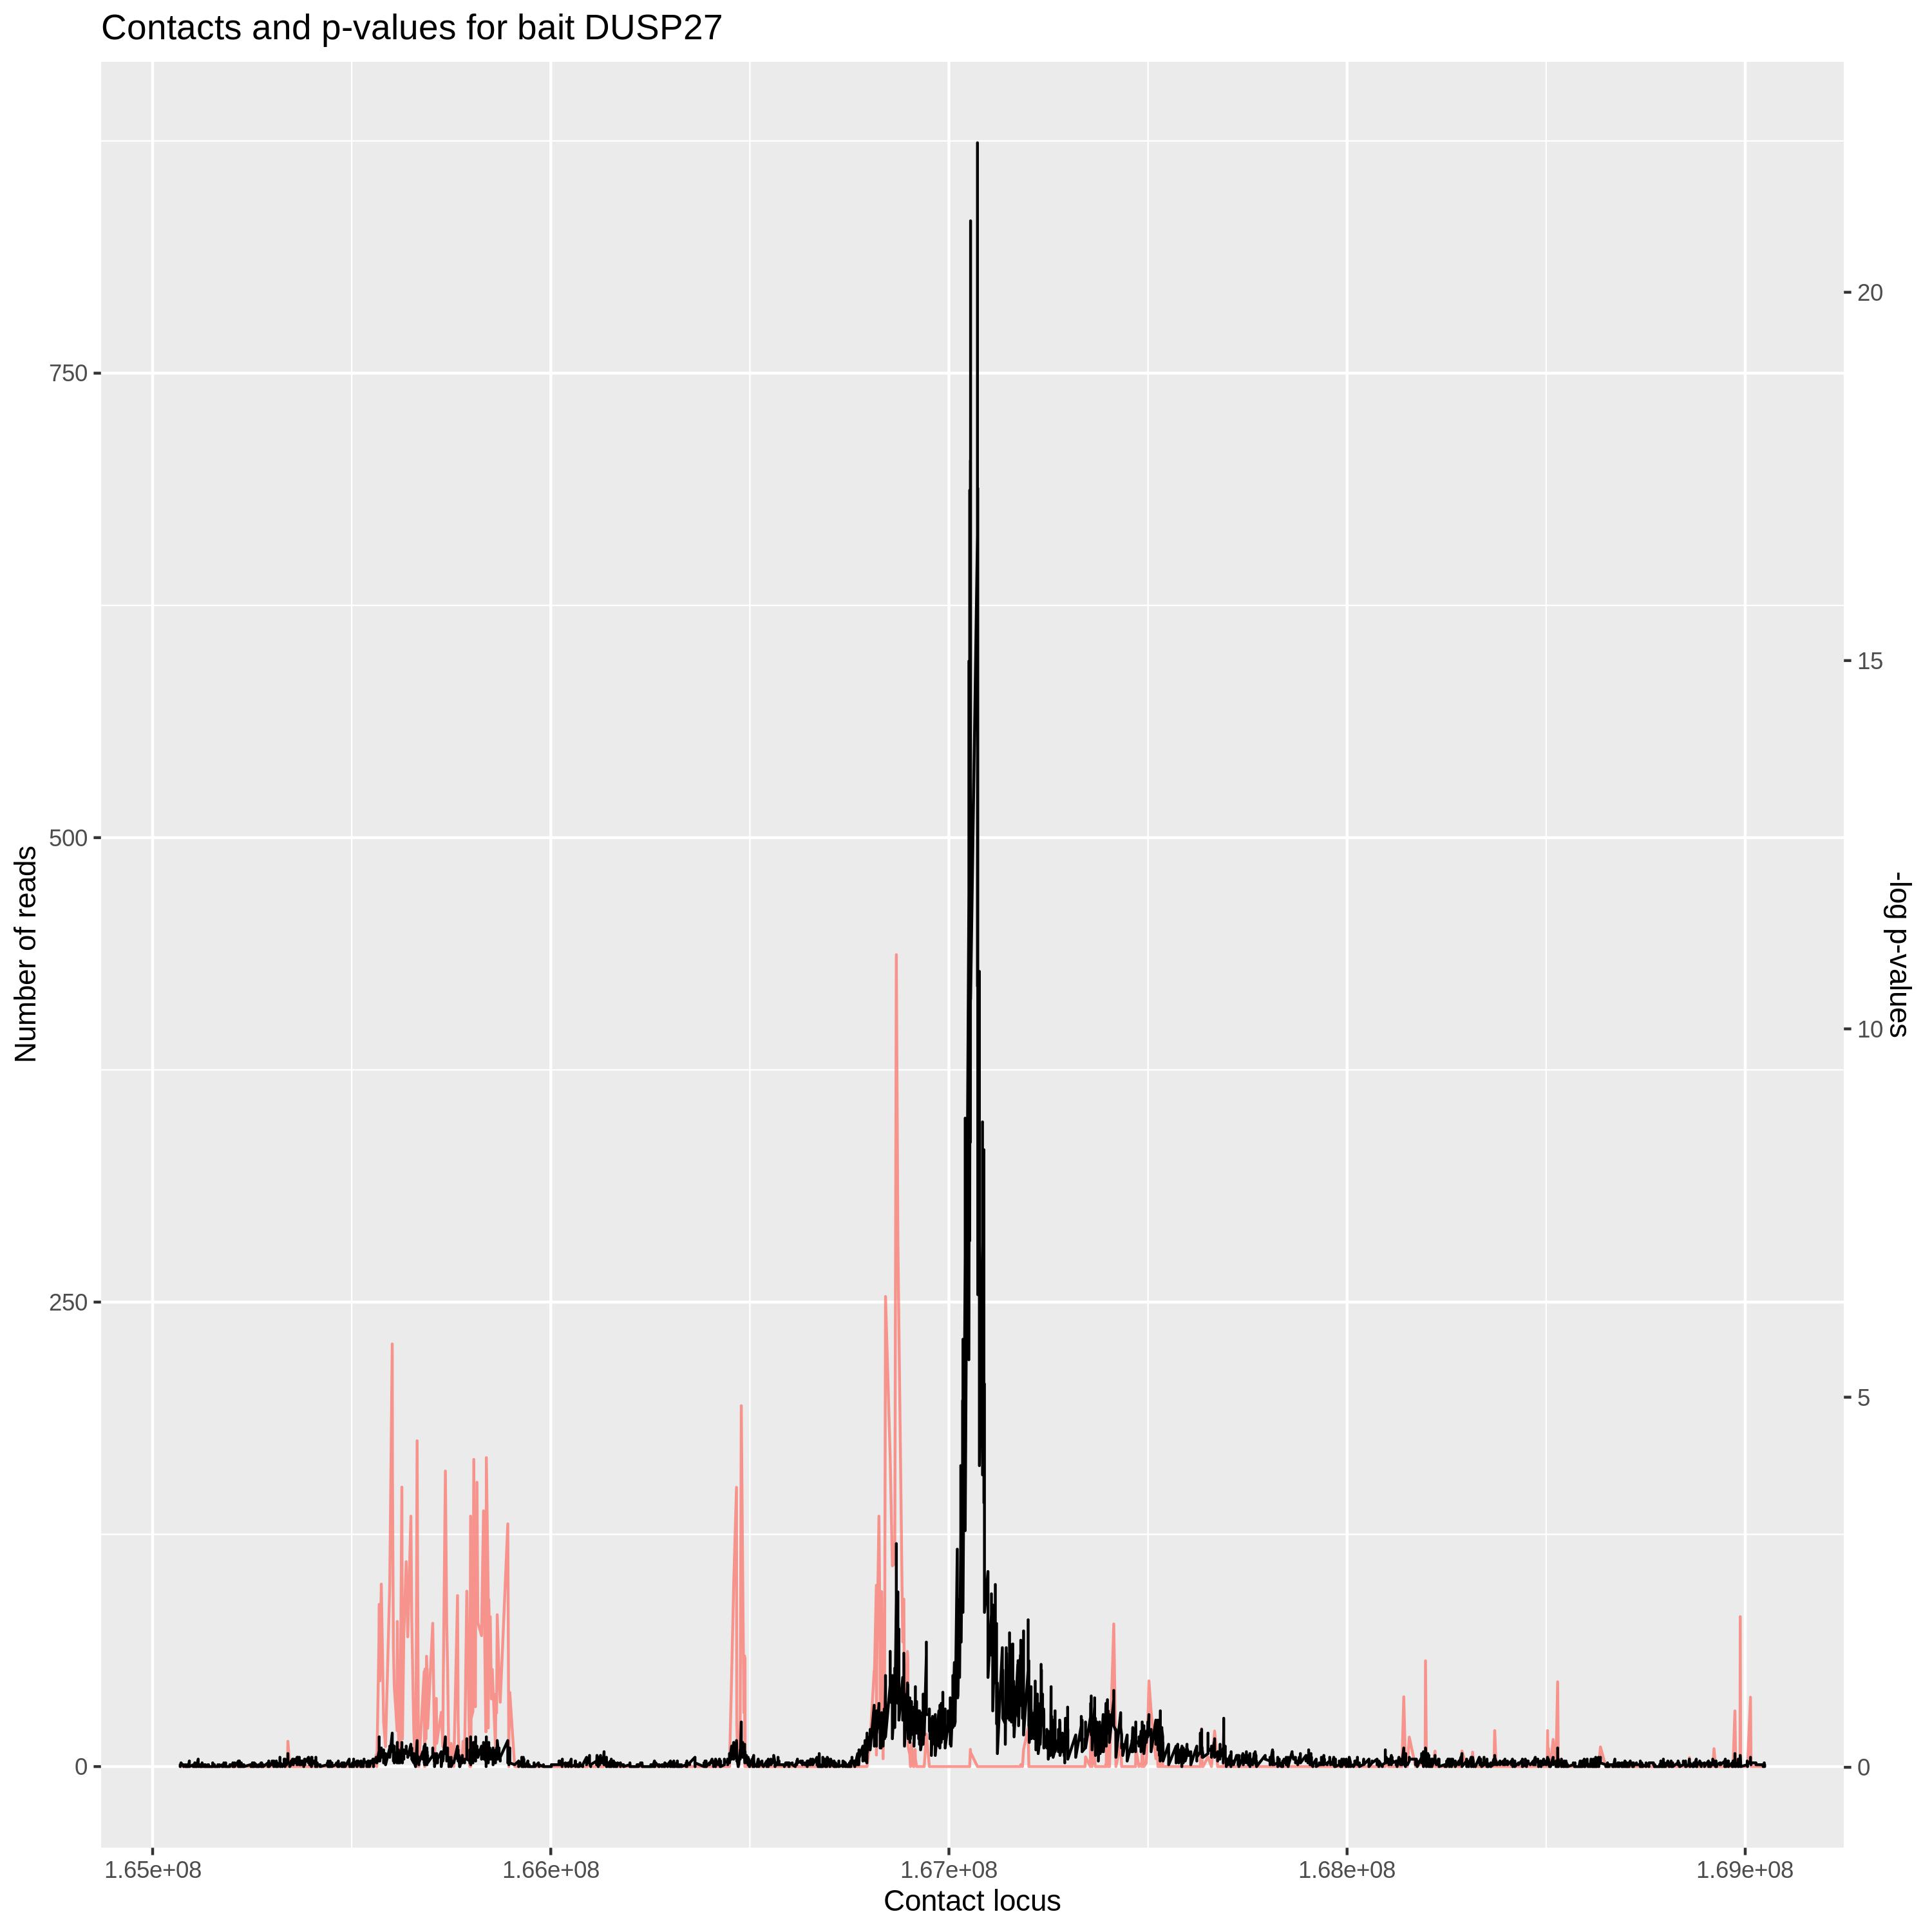 Contacts and p-values for bait DUSP27
Number of reads
750
500
250
0
20
15
10
5
0
-log p-values
1.65e+08
1.66e+08
1.67e+08
1.68e+08
1.69e+08
Contact locus